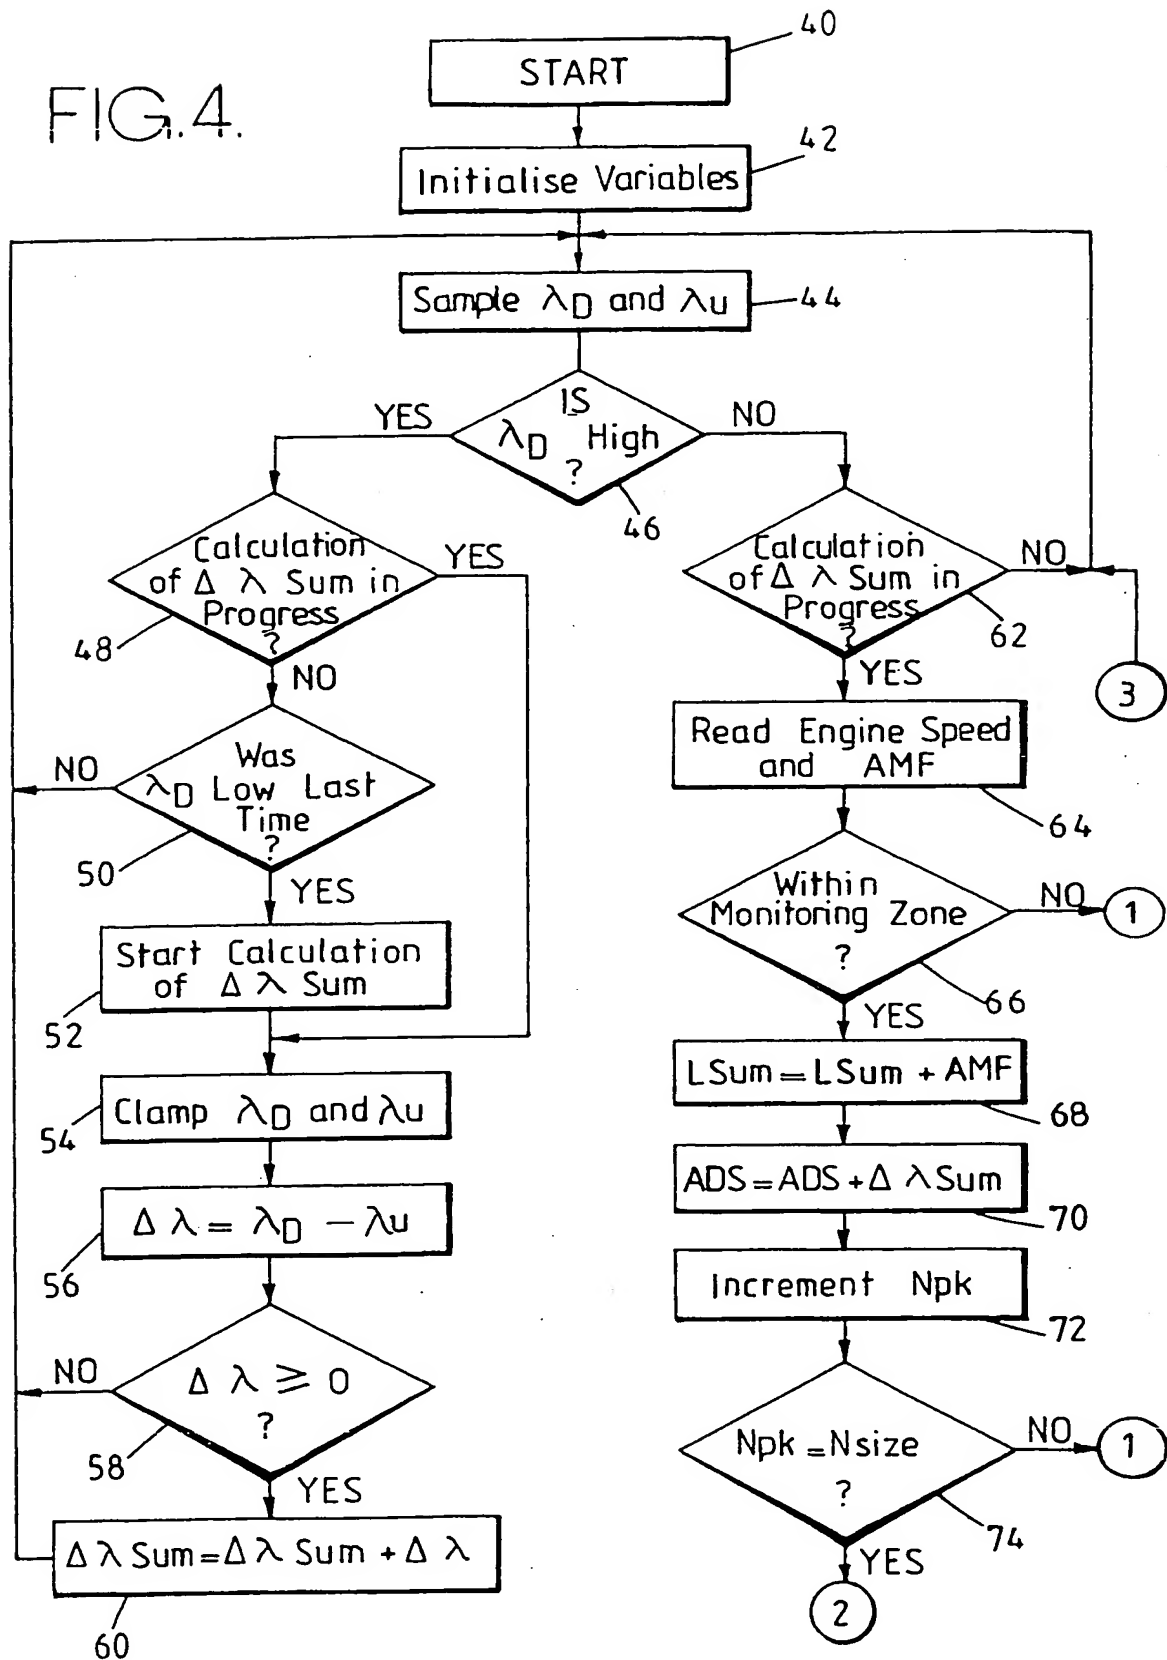 FIG.4.
40
START
42
Initialise Variables
Sample λD and λu
44
IS
λD High
?
YES
NO
46
Calculation
of Δ λ Sum in
Progress
?
YES
48
NO
Calculation
of Δ λ Sum in
Progress
?
NO
62
YES
3
Was
λD Low Last
Time
?
NO
50
YES
Read Engine Speed
and AMF
64
Start Calculation
of Δ λ Sum
52
Within
Monitoring Zone
?
NO
1
66
YES
Clamp λD and λu
54
LSum = LSum + AMF
68
Δ λ = λD - λu
56
ADS = ADS + Δ λ Sum
70
Increment Npk
72
Δ λ ≥ 0
?
NO
58
YES
Npk = Nsize
?
NO
1
74
YES
2
Δ λ Sum = Δ λ Sum + Δ λ
60